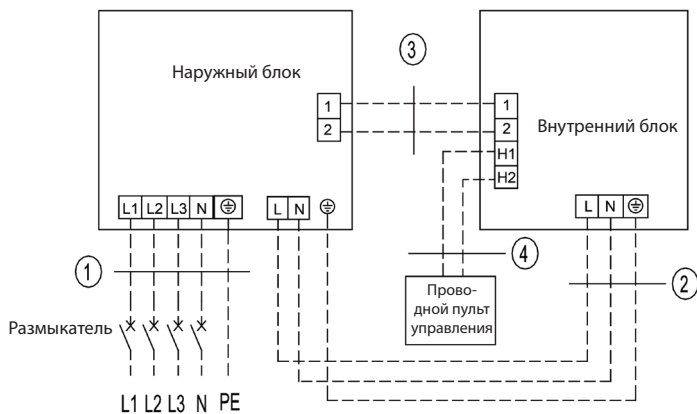 Наружный блок
3
1
2
1
2
H1
H2
Внутренний блок
L1 L2 L3 N
L N
L N
1
4
2
Прово-
дной пульт
управления
Размыкатель
L1 L2 L3 N PE